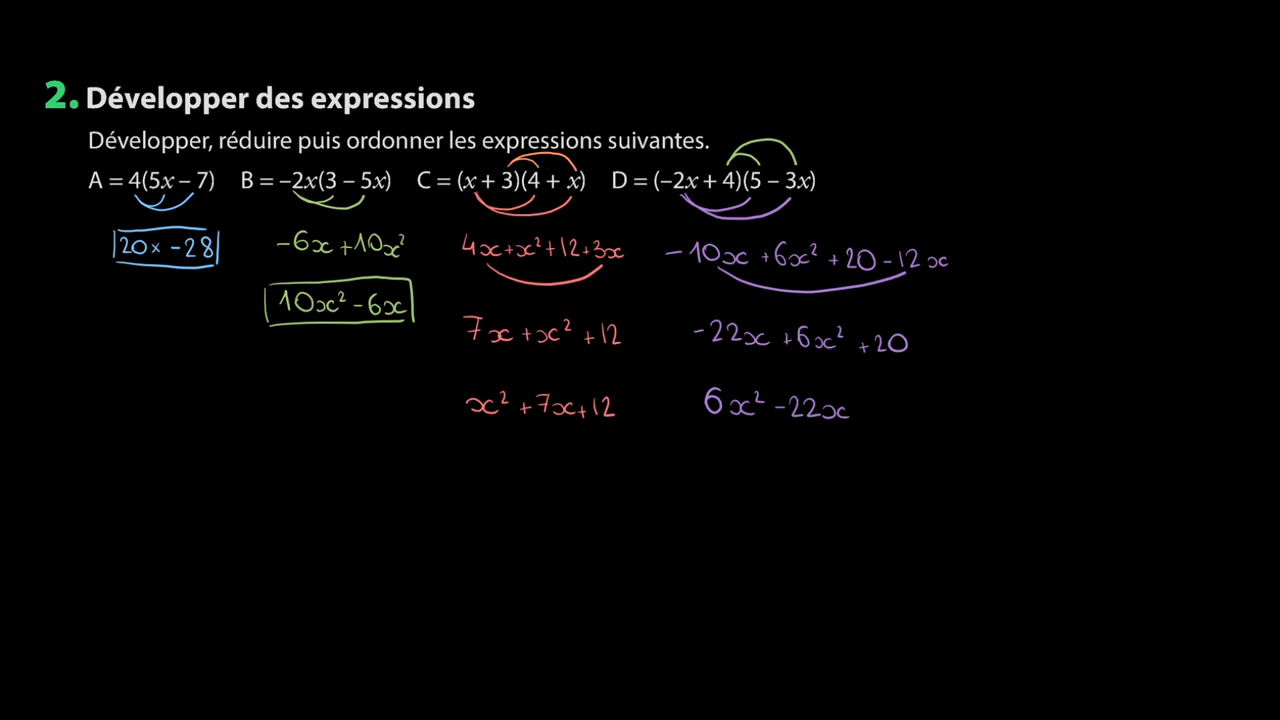 2. Développer des expressions
Développer, réduire puis ordonner les expressions suivantes.
A = 4(5x – 7) B = –2x(3 – 5x) C = (x + 3)(4 + x) D = (–2x + 4)(5 – 3x)
20x - 28 -6x + 10x² 4x + x² + 12 + 3x -10x + 6x² + 20 - 12x
10x² - 6x
7x + x² + 12 -22x + 6x² + 20
x² + 7x + 12 6x² - 22x